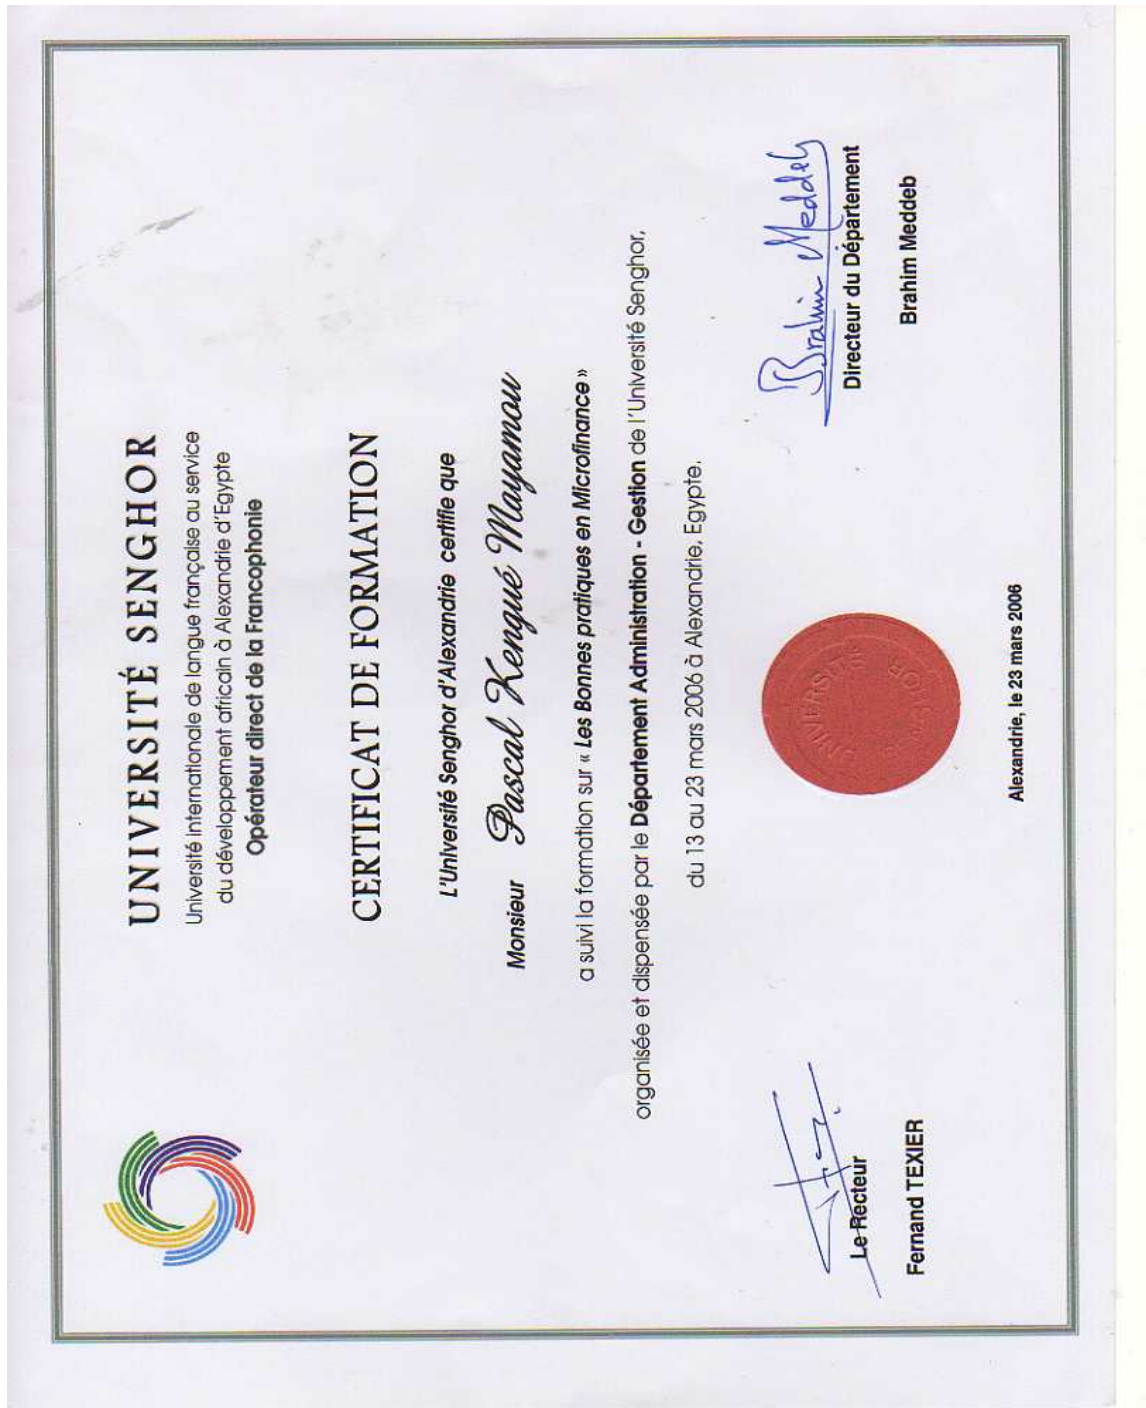 UNIVERSITÉ SENGHOR
Université internationale de langue française au service
du développement africain à Alexandrie d'Egypte
Opérateur direct de la Francophonie
CERTIFICAT DE FORMATION
L'Université Senghor d'Alexandrie certifie que
Monsieur Pascal Kengué Mayamou
a suivi la formation sur « Les Bonnes pratiques en Microfinance »
organisée et dispensée par le Département Administration - Gestion de l'Université Senghor,
du 13 au 23 mars 2006 à Alexandrie, Egypte.
Brahim Meddeb
Le Recteur
Directeur du Département
Fernand TEXIER
Brahim Meddeb
UNIVERSITÉ
Alexandrie, le 23 mars 2006